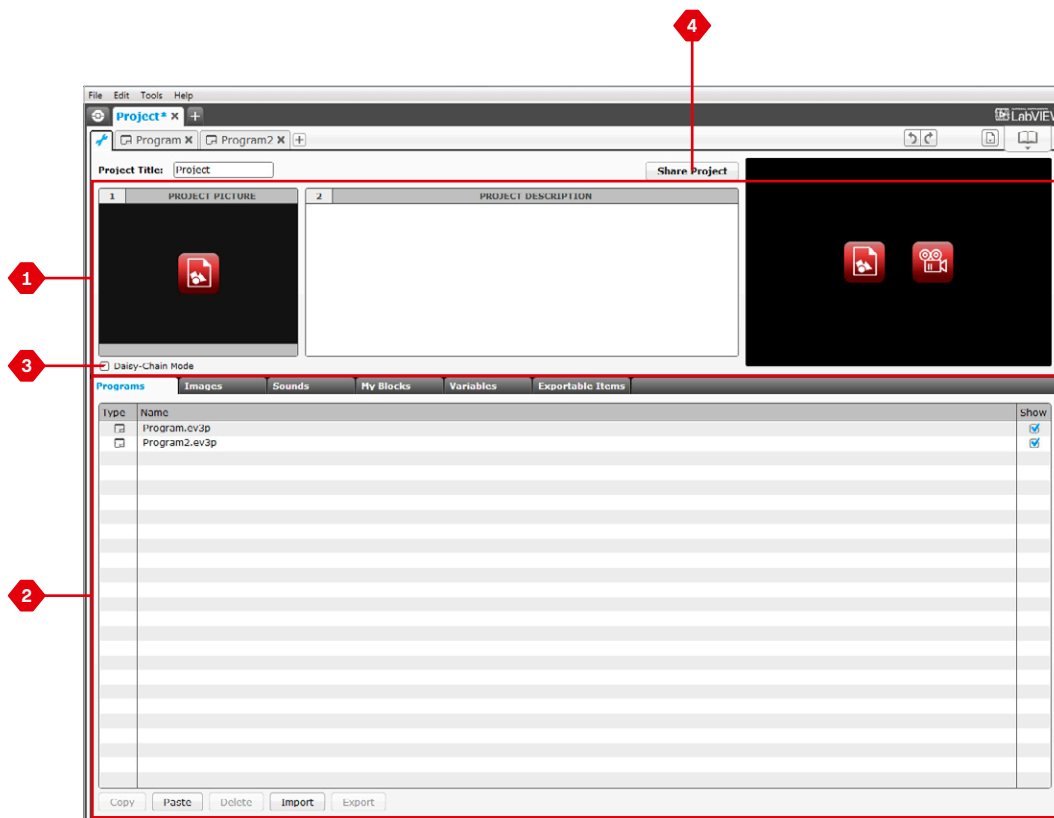 4
File Edit Tools Help
Project* × +
LabVIEW
Program × Program2 × +
Project Title: Project
Share Project
1 PROJECT PICTURE
2 PROJECT DESCRIPTION
1
3
Daisy-Chain Mode
Programs Images Sounds My Blocks Variables Exportable Items
Type Name Show
Program.ev3p
Program2.ev3p
2
Copy Paste Delete Import Export